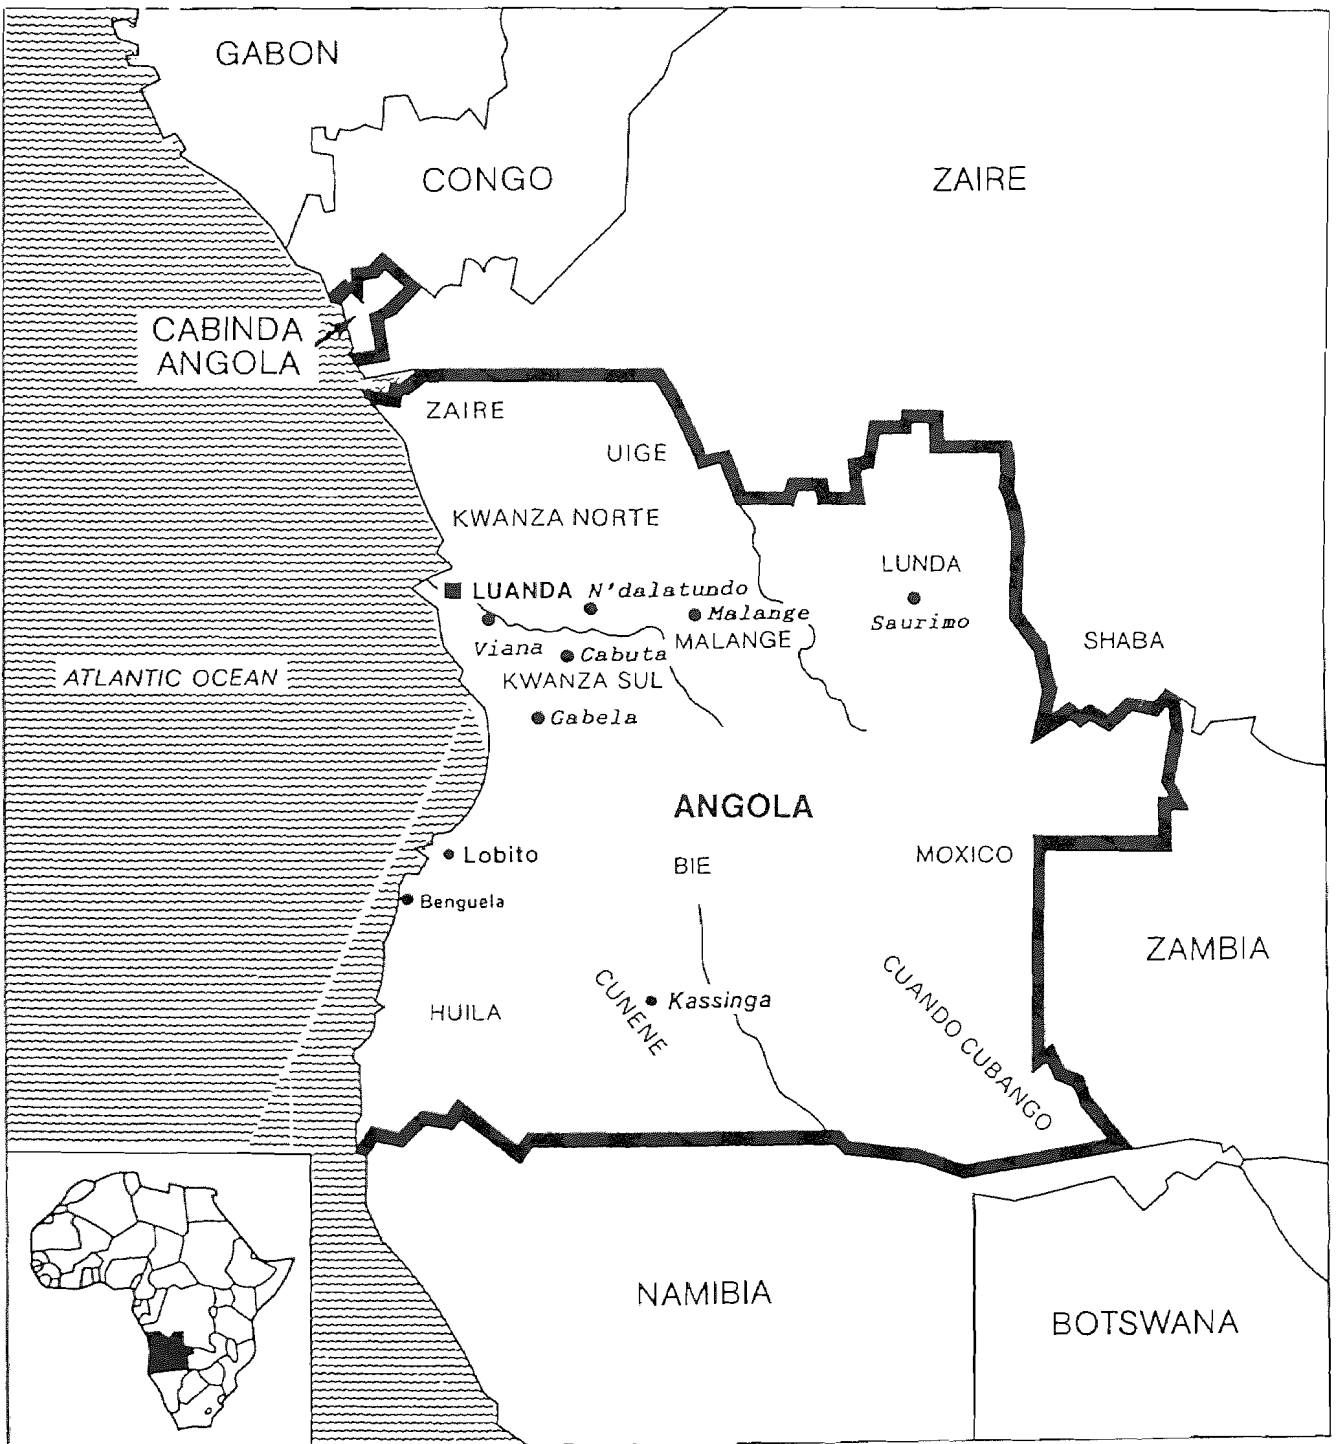 GABON
CONGO
ZAIRE
CABINDA
ANGOLA
ZAIRE
UIGE
KWANZA NORTE
LUNDA
LUANDA
N'dalatundo
Malange
Saurimo
Viana
Cabuta
MALANGE
SHABA
ATLANTIC OCEAN
KWANZA SUL
Gabela
ANGOLA
Lobito
BIE
MOXICO
Benguela
ZAMBIA
CUNENE
Kassinga
CUANDO CUBANGO
HUILA
NAMIBIA
BOTSWANA